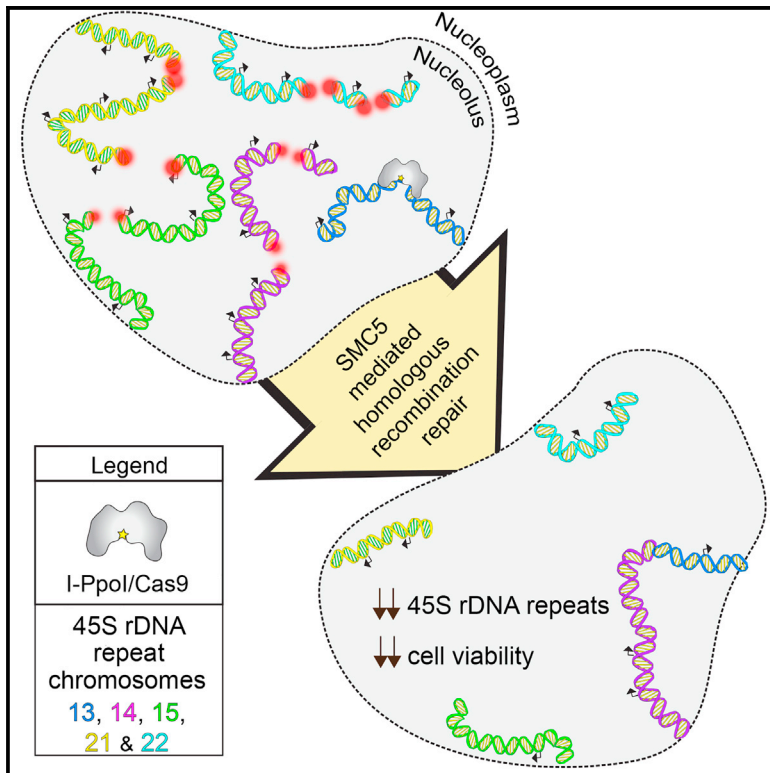 Nucleoplasm
Nucleolus
SMC5
mediated
homologous
recombination
repair
Legend
I-PpoI/Cas9
45S rDNA
repeat
chromosomes
13, 14, 15,
21 & 22
↓↓ 45S rDNA repeats
↓↓ cell viability